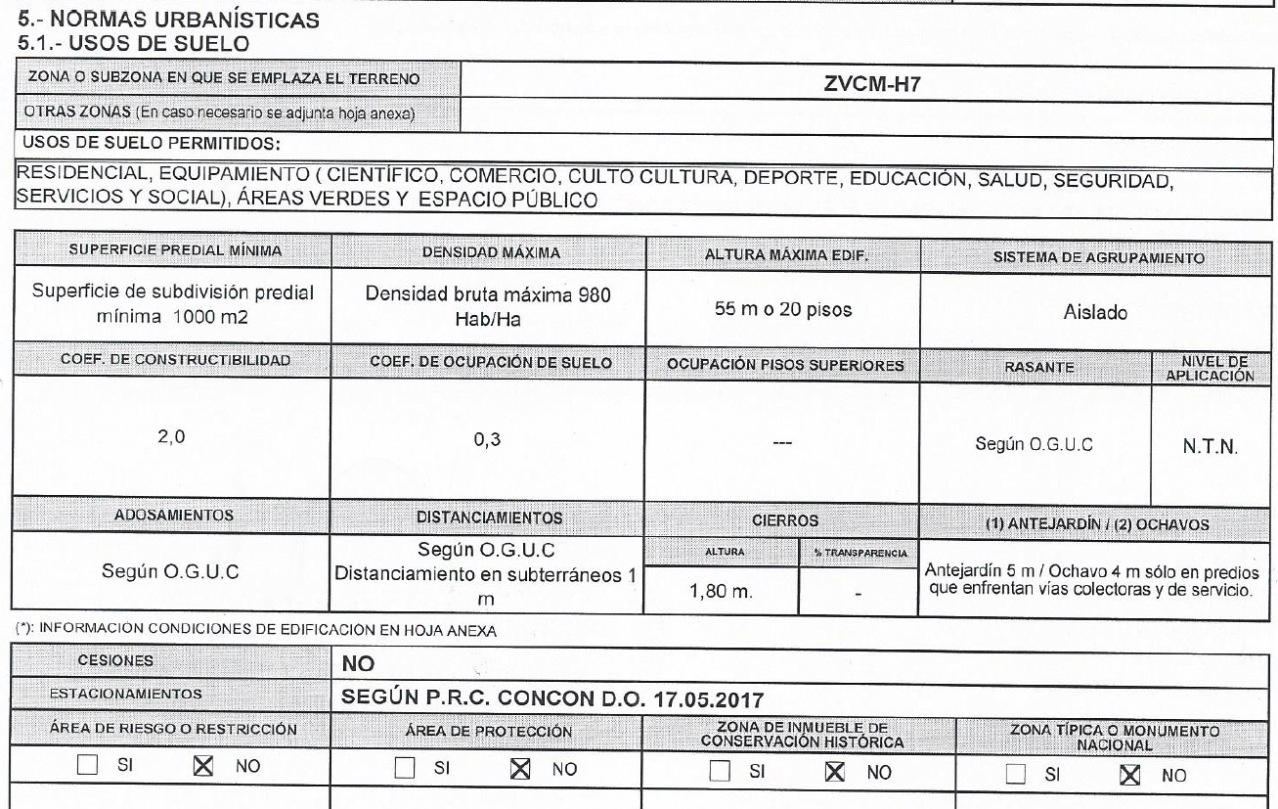 5.- NORMAS URBANÍSTICAS
5.1.- USOS DE SUELO
ZONA O SUBZONA EN QUE SE EMPLAZA EL TERRENO
ZVCM-H7
OTRAS ZONAS (En caso necesario se adjunta hoja anexa)
USOS DE SUELO PERMITIDOS:
RESIDENCIAL, EQUIPAMIENTO ( CIENTÍFICO, COMERCIO, CULTO CULTURA, DEPORTE, EDUCACIÓN, SALUD, SEGURIDAD,
SERVICIOS Y SOCIAL), ÁREAS VERDES Y ESPACIO PÚBLICO
SUPERFICIE PREDIAL MÍNIMA
DENSIDAD MÁXIMA
ALTURA MÁXIMA EDIF.
SISTEMA DE AGRUPAMIENTO
Superficie de subdivisión predial
mínima 1000 m2
Densidad bruta máxima 980
Hab/Ha
55 m o 20 pisos
Aislado
COEF. DE CONSTRUCTIBILIDAD
COEF. DE OCUPACIÓN DE SUELO
OCUPACIÓN PISOS SUPERIORES
RASANTE
NIVEL DE
APLICACIÓN
2,0
0,3
---
Según O.G.U.C
N.T.N.
ADOSAMIENTOS
DISTANCIAMIENTOS
CIERROS
(1) ANTEJARDÍN / (2) OCHAVOS
Según O.G.U.C
Según O.G.U.C
Distanciamiento en subterráneos 1
m
ALTURA
% TRANSPARENCIA
1,80 m.
-
Antejardín 5 m / Ochavo 4 m sólo en predios
que enfrentan vías colectoras y de servicio.
(*): INFORMACIÓN CONDICIONES DE EDIFICACIÓN EN HOJA ANEXA
CESIONES
NO
ESTACIONAMIENTOS
SEGÚN P.R.C. CONCON D.O. 17.05.2017
ÁREA DE RIESGO O RESTRICCIÓN
ÁREA DE PROTECCIÓN
ZONA DE INMUEBLE DE
CONSERVACIÓN HISTÓRICA
ZONA TÍPICA O MONUMENTO
NACIONAL
☐ SI ☒ NO
☐ SI ☒ NO
☐ SI ☒ NO
☐ SI ☒ NO